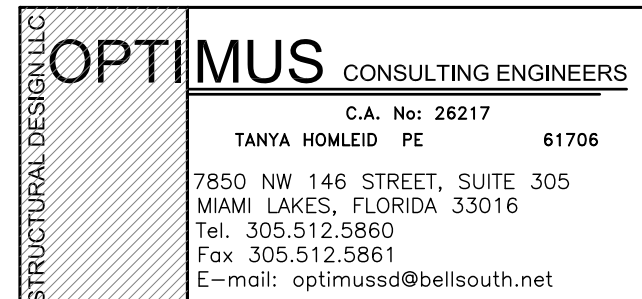 STRUCTURAL DESIGN LLC
OPTIMUS CONSULTING ENGINEERS
C.A. No: 26217
TANYA HOMLEID PE 61706
7850 NW 146 STREET, SUITE 305
MIAMI LAKES, FLORIDA 33016
Tel. 305.512.5860
Fax 305.512.5861
E-mail: optimussd@bellsouth.net